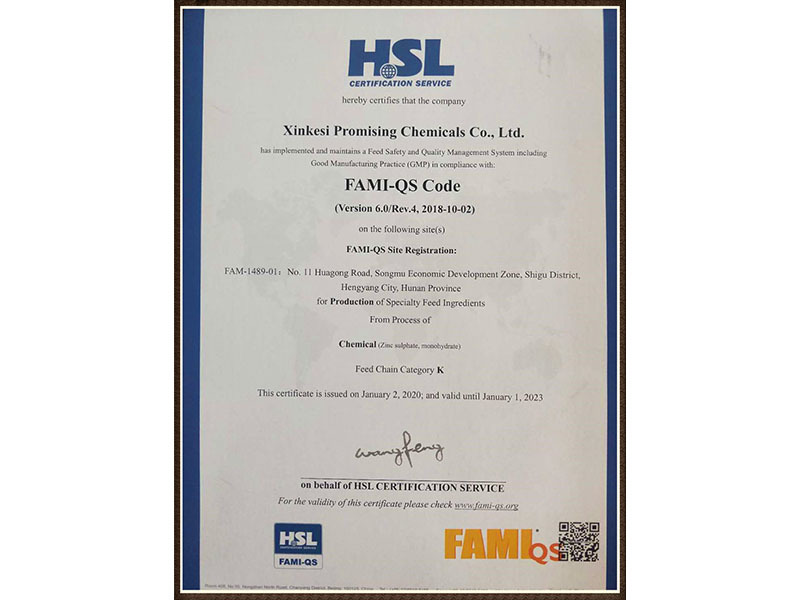 HSL
CERTIFICATION SERVICE
hereby certifies that the company
Xinkesi Promising Chemicals Co., Ltd.
has implemented and maintains a Feed Safety and Quality Management System including
Good Manufacturing Practice (GMP) in compliance with:
FAMI-QS Code
(Version 6.0/Rev.4, 2018-10-02)
on the following site(s)
FAMI-QS Site Registration:
FAM-1489-01: No. 11 Huagong Road, Songmu Economic Development Zone, Shigu District,
Hengyang City, Hunan Province
for Production of Specialty Feed Ingredients
From Process of
Chemical (Zinc sulphate, monohydrate)
Feed Chain Category K
This certificate is issued on January 2, 2020; and valid until January 1, 2023
wangfeng
on behalf of HSL CERTIFICATION SERVICE
For the validity of this certificate please check www.fami-qs.org
HSL
CERTIFICATION SERVICE
FAMI-QS
FAMI QS